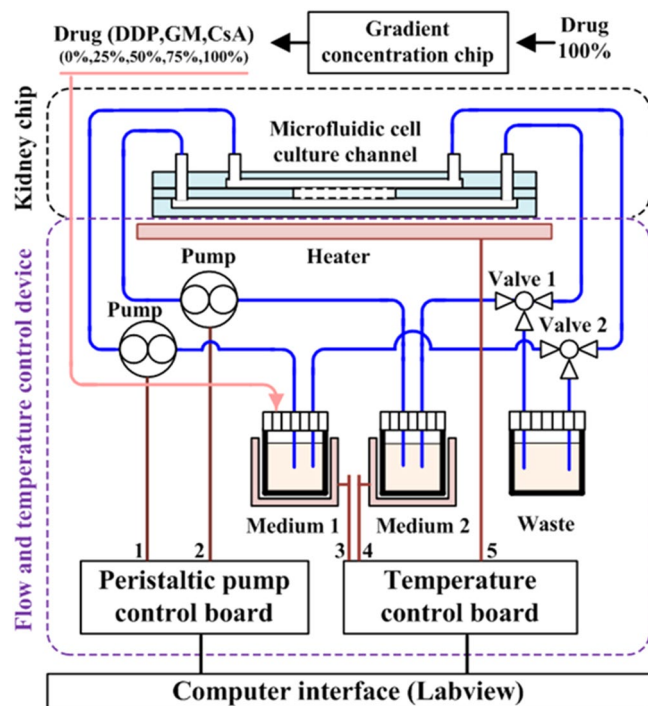 Drug (DDP,GM,CsA)
(0%,25%,50%,75%,100%)
Gradient
concentration chip
Drug
100%
Kidney chip
Microfluidic cell
culture channel
Flow and temperature control device
Heater
Pump
Pump
Valve 1
Valve 2
Medium 1
Medium 2
Waste
1
2
3
4
5
Peristaltic pump
control board
Temperature
control board
Computer interface (Labview)